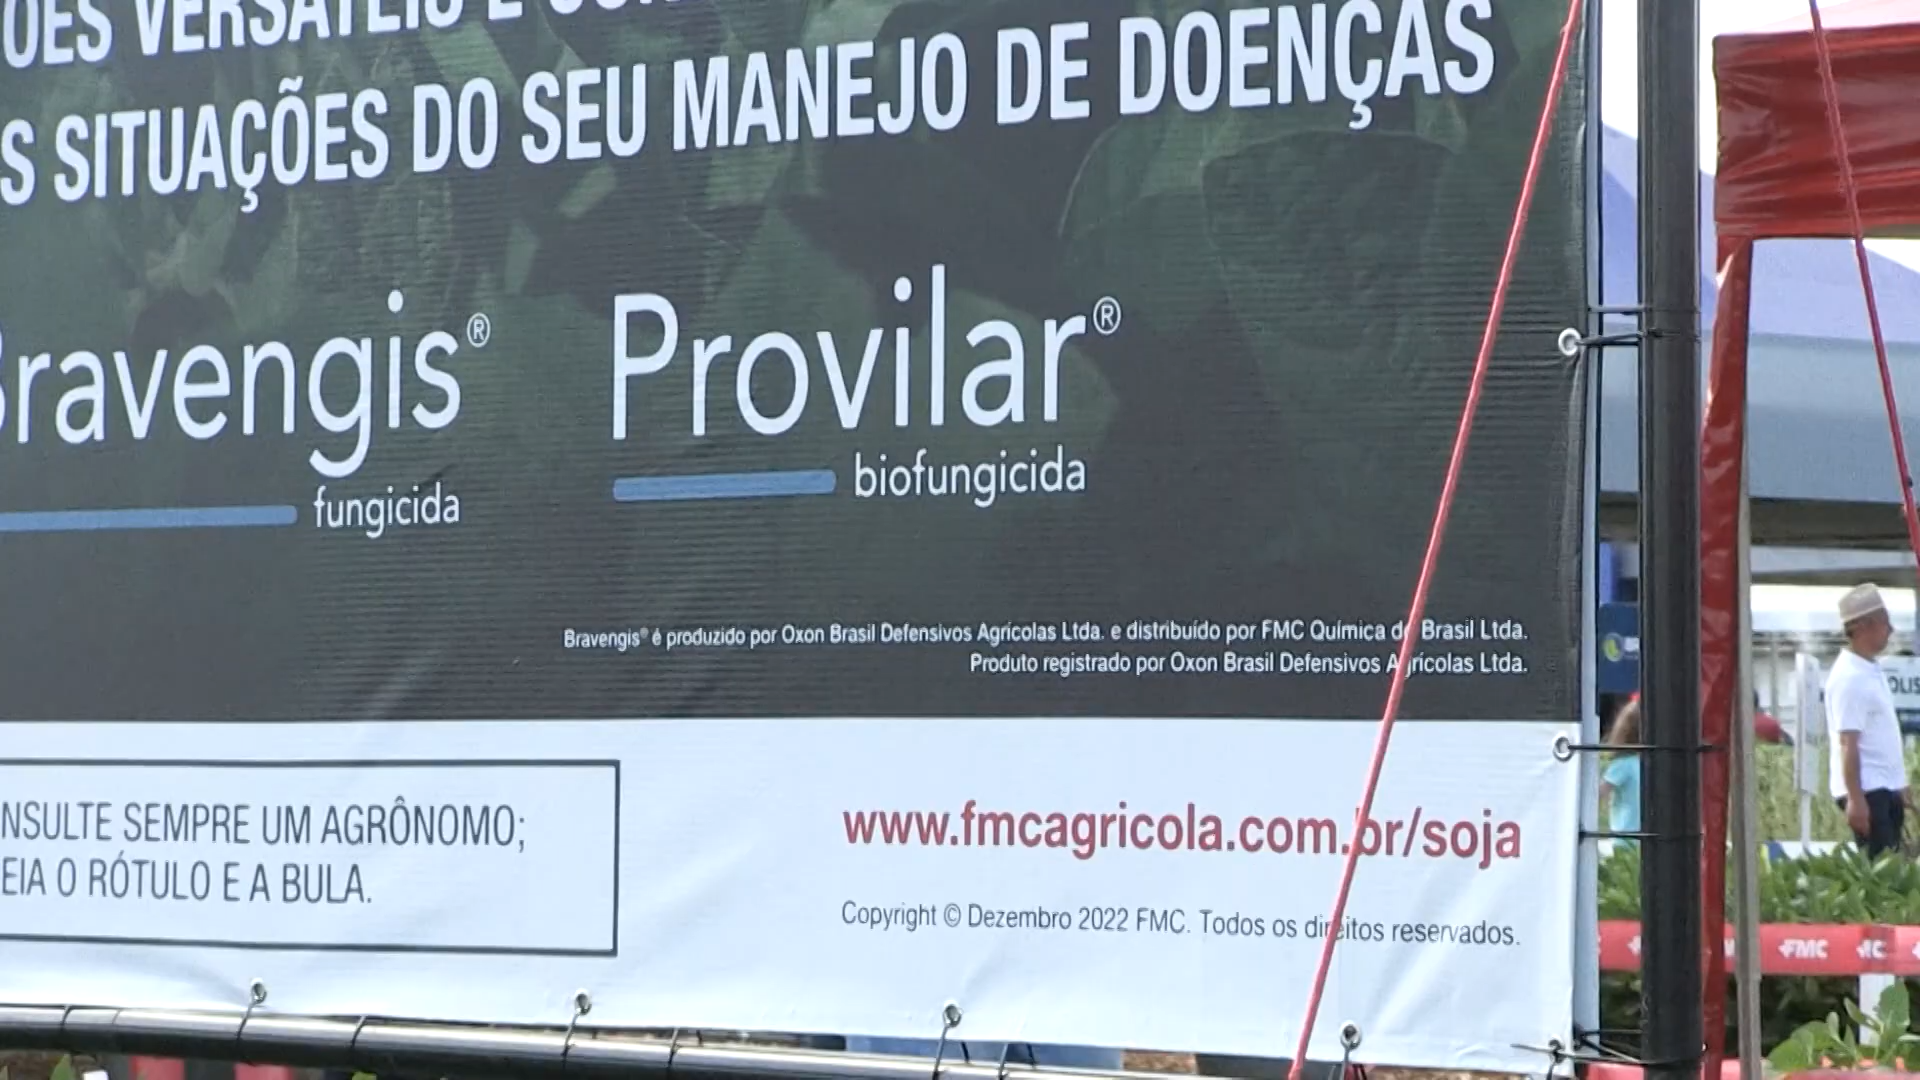 VERSÁTEIS E
S SITUAÇÕES DO SEU MANEJO DE DOENÇAS
Bravengis® Provilar®
fungicida biofungicida
Bravengis® é produzido por Oxon Brasil Defensivos Agrícolas Ltda. e distribuído por FMC Química do Brasil Ltda.
Produto registrado por Oxon Brasil Defensivos Agrícolas Ltda.
NSULTE SEMPRE UM AGRÔNOMO;
EIA O RÓTULO E A BULA.
www.fmcagricola.com.br/soja
Copyright © Dezembro 2022 FMC. Todos os direitos reservados.
FMC